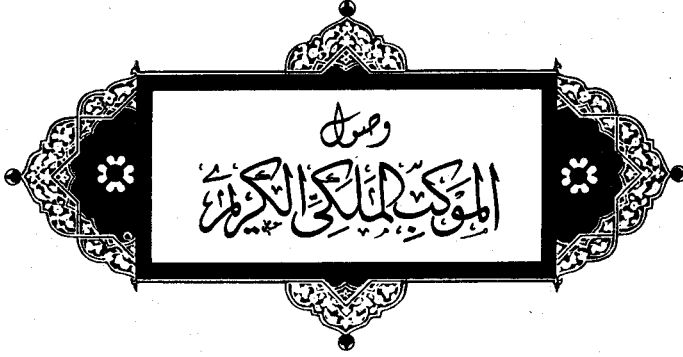 وصول
الموكب الملكي الكريم